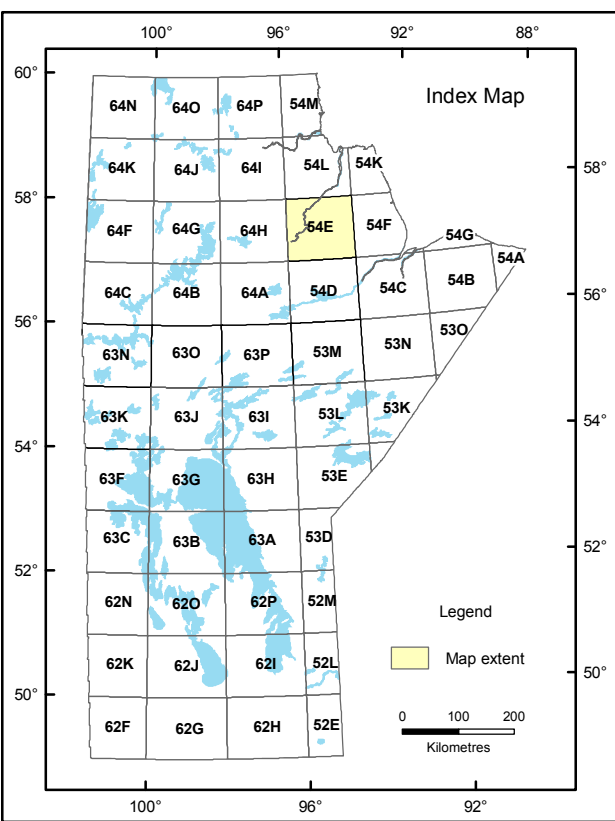 100° 96° 92° 88°
60°
Index Map
64N 64O 64P 54M
64K 64J 64I 54L 54K
58° 58°
64F 64G 64H 54E 54F
54G 54A
64C 64B 64A 54D 54C 54B
56° 56°
63N 63O 63P 53M 53N 53O
63K 63J 63I 53L 53K
54° 54°
63F 63G 63H 53E
63C 63B 63A 53D
52° 52°
62N 62O 62P 52M
Legend
62K 62J 62I 52L
Map extent
50° 50°
62F 62G 62H 52E
0 100 200
Kilometres
100° 96° 92°